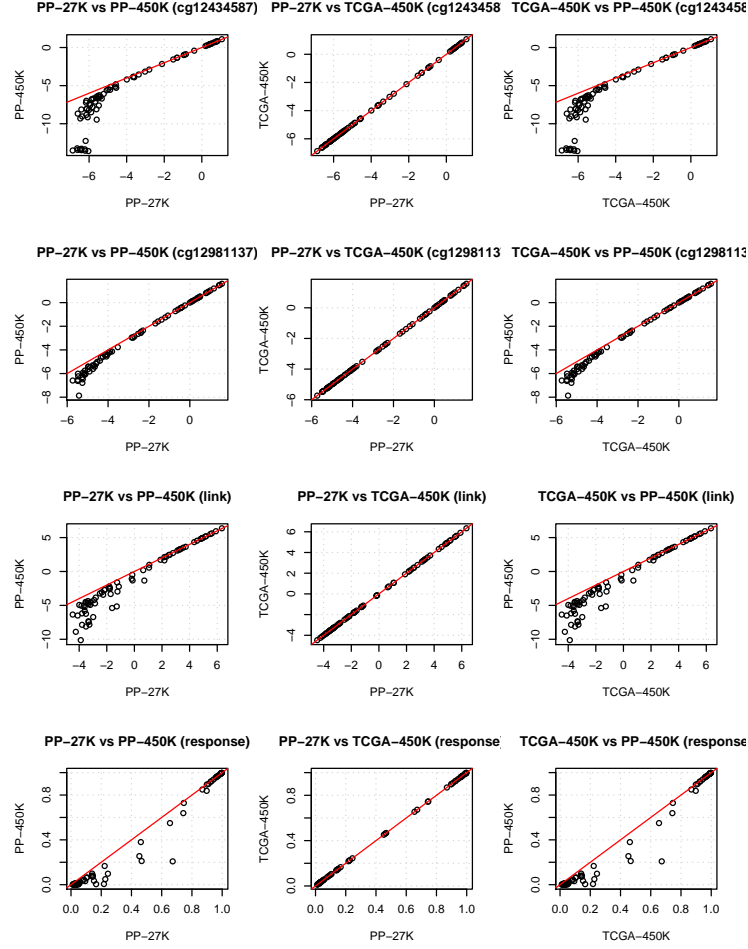 PP−27K vs PP−450K (cg12434587)
PP−450K
0
−5
−10
−6 −4 −2 0
PP−27K
PP−27K vs TCGA−450K (cg1243458
TCGA−450K
0
−2
−4
−6
−6 −4 −2 0
PP−27K
TCGA−450K vs PP−450K (cg1243458
PP−450K
0
−5
−10
−6 −4 −2 0
TCGA−450K
PP−27K vs PP−450K (cg12981137)
PP−450K
0
−2
−4
−6
−8
−6 −4 −2 0
PP−27K
PP−27K vs TCGA−450K (cg1298113
TCGA−450K
0
−2
−4
−6
−6 −4 −2 0
PP−27K
TCGA−450K vs PP−450K (cg1298113
PP−450K
0
−2
−4
−6
−8
−6 −4 −2 0
TCGA−450K
PP−27K vs PP−450K (link)
PP−450K
5
0
−5
−10
−4 −2 0 2 4 6
PP−27K
PP−27K vs TCGA−450K (link)
TCGA−450K
6
4
2
0
−4
−4 −2 0 2 4 6
PP−27K
TCGA−450K vs PP−450K (link)
PP−450K
5
0
−5
−10
−4 −2 0 2 4 6
TCGA−450K
PP−27K vs PP−450K (response)
PP−450K
0.8
0.4
0.0
0.0 0.2 0.4 0.6 0.8 1.0
PP−27K
PP−27K vs TCGA−450K (response)
TCGA−450K
0.8
0.4
0.0
0.0 0.2 0.4 0.6 0.8 1.0
PP−27K
TCGA−450K vs PP−450K (response
PP−450K
0.8
0.4
0.0
0.0 0.2 0.4 0.6 0.8 1.0
TCGA−450K